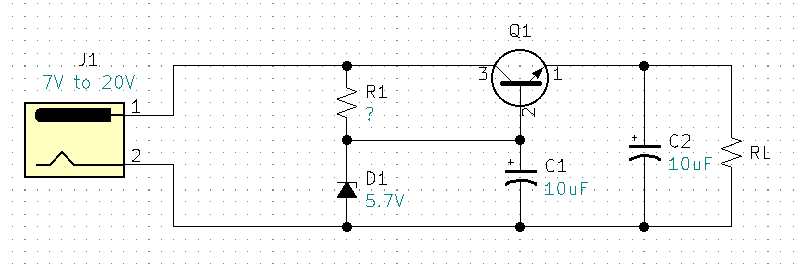 Q1
J1
7V to 20V
3
1
1
R1
?
2
2
C2
10uF
RL
C1
10uF
D1
5.7V
+
+